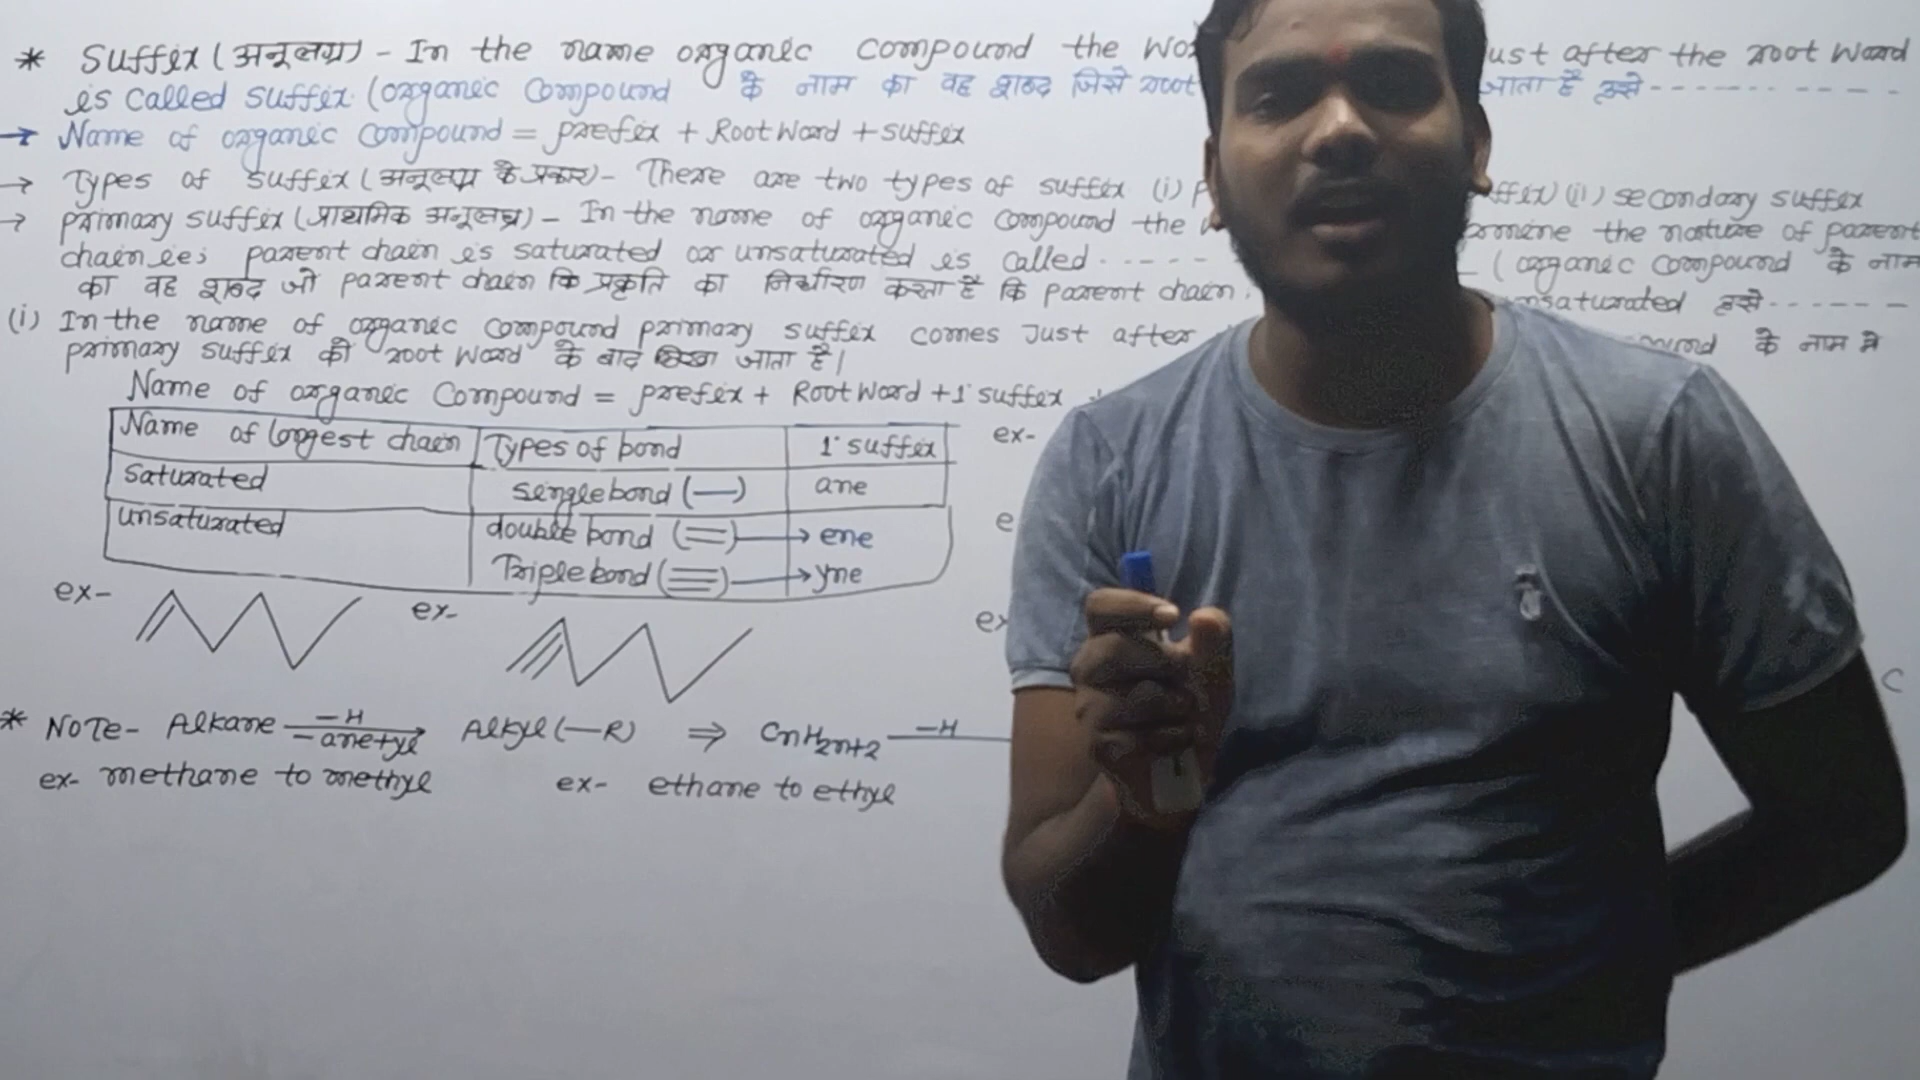 * Suffix (अनुलग्न) - In the name organic compound the ust after the root word
is called suffix. (organic compound के नाम का वह शब्द जिसे root जाता है उसे - - - - - - - - - -
→ Name of organic compound = prefix + Root word + suffix
→ Types of suffix (अनुलग्न के प्रकार) - There are two types of suffix (i) ffix) (ii) secondary suffix
→ primary suffix (प्राथमिक अनुलग्न) - In the name of organic compound the the nature of parent
chain ie; parent chain is saturated or unsaturated is called - - - - - (organic compound के नाम
का वह शब्द जो parent chain कि प्रकृति का निर्धारण करता है कि parent chain unsaturated उसे - - - - - - -
(i) In the name of organic compound primary suffix comes Just after के नाम मे
primary suffix को root word के बाद लिखा जाता है।
Name of organic Compound = prefix + Root word + 1° suffix +
Name of longest chain Types of bond 1° suffix ex-
Saturated single bond (—) ane
unsaturated double bond (=) → ene
Triple bond (≡) → yne
ex- ex-
* NOTE- Alkane —H -ane+yl Alkyl (—R) ⇒ CnH2n+2 —H
ex- methane to methyl ex- ethane to ethyl